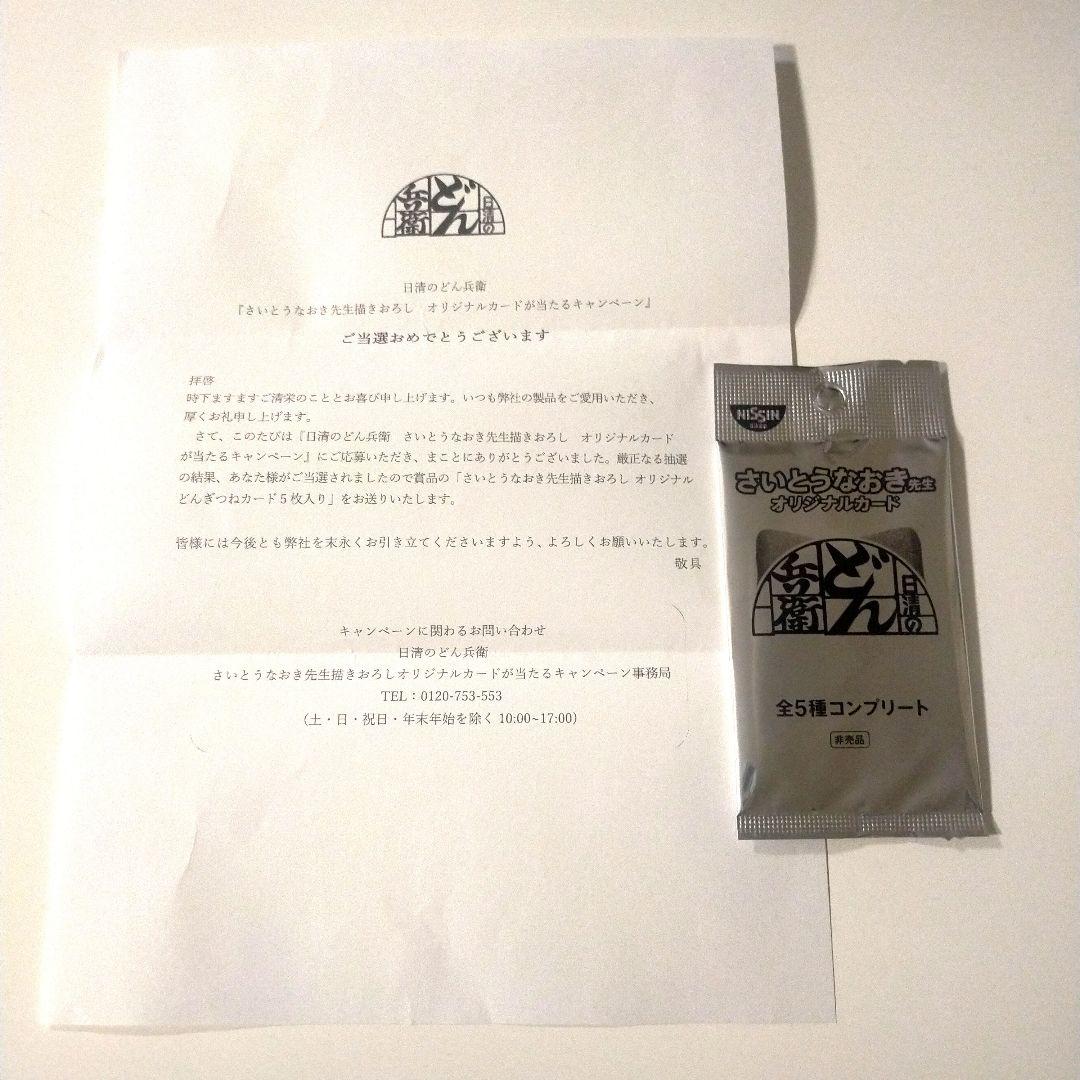 日清の
どん
兵衛
日清のどん兵衛
『さいとうなおき先生描きおろし　オリジナルカードが当たるキャンペーン』
ご当選おめでとうございます
拝啓
時下ますますご清栄のこととお喜び申し上げます。いつも弊社の製品をご愛用いただき、
厚くお礼申し上げます。
　さて、このたびは『日清のどん兵衛　さいとうなおき先生描きおろし　オリジナルカード
が当たるキャンペーン』にご応募いただき、まことにありがとうございました。厳正なる抽選
の結果、あなた様がご当選されましたので賞品の「さいとうなおき先生描きおろし オリジナル
どんぎつねカード５枚入り」をお送りいたします。
皆様には今後とも弊社を末永くお引き立てくださいますよう、よろしくお願いいたします。
敬具
キャンペーンに関わるお問い合わせ
日清のどん兵衛
さいとうなおき先生描きおろしオリジナルカードが当たるキャンペーン事務局
TEL：0120-753-553
（土・日・祝日・年末年始を除く 10:00~17:00）
NISSIN
さいとうなおき先生
オリジナルカード
日清の
どん
兵衛
全5種コンプリート
非売品